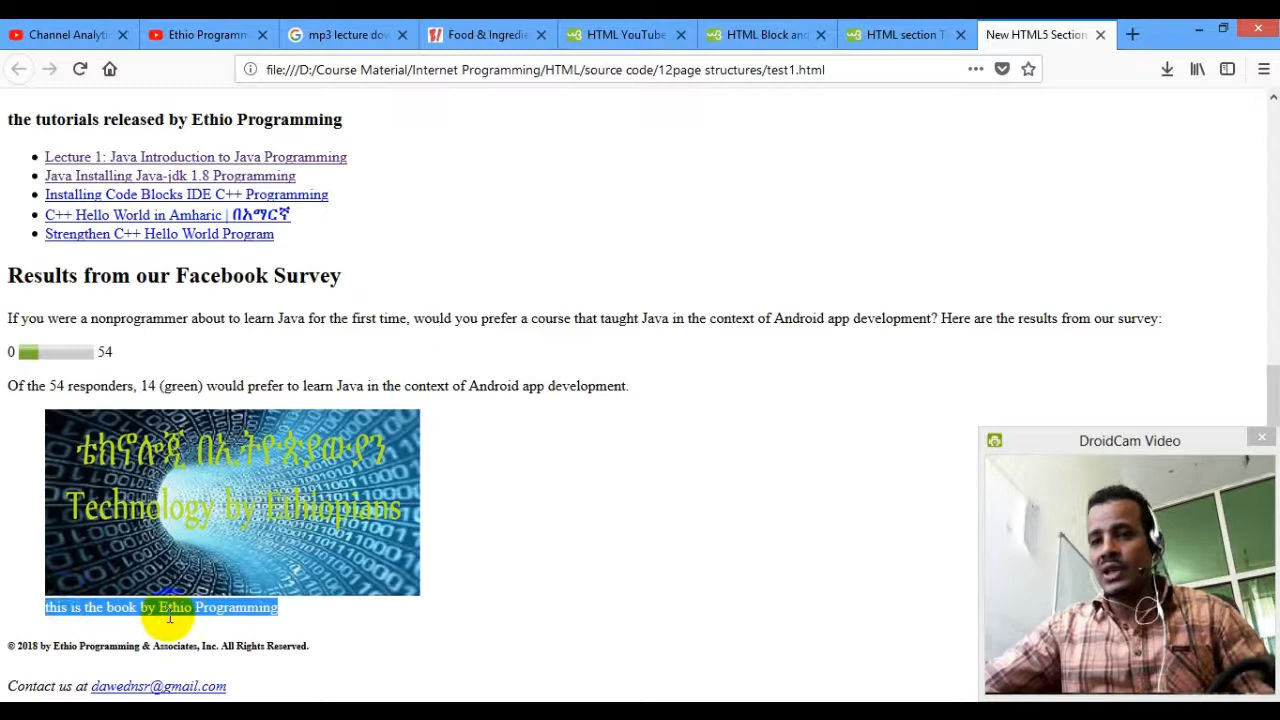 Channel Analyti
Ethio Programm
mp3 lecture dow
Food & Ingredie
HTML YouTube
HTML Block and
HTML section T
New HTML5 Section
file:///D:/Course Material/Internet Programming/HTML/source code/12page structures/test1.html
the tutorials released by Ethio Programming
Lecture 1: Java Introduction to Java Programming
Java Installing Java-jdk 1.8 Programming
Installing Code Blocks IDE C++ Programming
C++ Hello World in Amharic | በአማርኛ
Strengthen C++ Hello World Program
Results from our Facebook Survey
If you were a nonprogrammer about to learn Java for the first time, would you prefer a course that taught Java in the context of Android app development? Here are the results from our survey:
0 54
Of the 54 responders, 14 (green) would prefer to learn Java in the context of Android app development.
ቴክኖሎጂ በኢትዮጵያውያን
Technology by Ethiopians
this is the book by Ethio Programming
© 2018 by Ethio Programming & Associates, Inc. All Rights Reserved.
Contact us at dawednsr@gmail.com
DroidCam Video